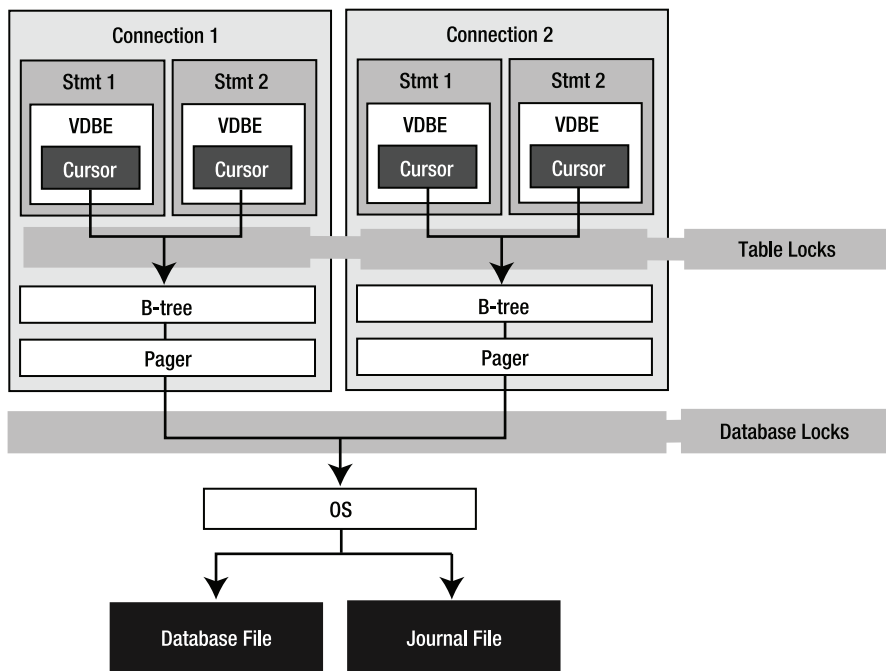 Connection 1
Connection 2
Stmt 1
Stmt 2
Stmt 1
Stmt 2
VDBE
VDBE
VDBE
VDBE
Cursor
Cursor
Cursor
Cursor
Table Locks
B-tree
B-tree
Pager
Pager
Database Locks
OS
Database File
Journal File